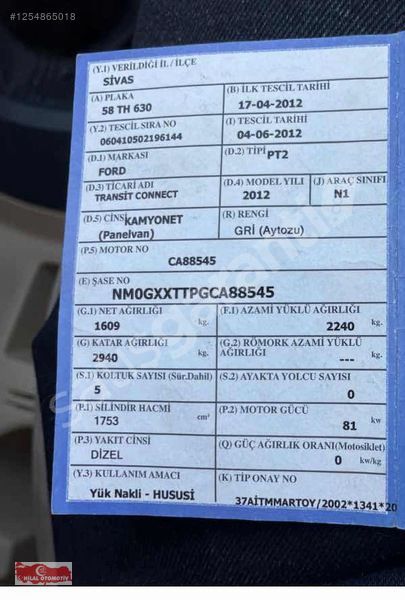 #1254865018
(Y.1) VERİLDİĞİ İL / İLÇE
SİVAS
(A) PLAKA
58 TH 630
(B) İLK TESCİL TARİHİ
17-04-2012
(Y.2) TESCİL SIRA NO
060410502196144
(I) TESCİL TARİHİ
04-06-2012
(D.1) MARKASI
FORD
(D.2) TİPİ
PT2
(D.3) TİCARİ ADI
TRANSIT CONNECT
(D.4) MODEL YILI
2012
(J) ARAÇ SINIFI
N1
(D.5) CİNSİ
KAMYONET
(Panelvan)
(R) RENGİ
GRİ (Aytozu)
(P.5) MOTOR NO
CA88545
(E) ŞASE NO
NM0GXXTTPGCA88545
(G.1) NET AĞIRLIĞI
1609 kg.
(F.1) AZAMİ YÜKLÜ AĞIRLIĞI
2240 kg.
(G) KATAR AĞIRLIĞI
2940 kg.
(G.2) RÖMORK AZAMİ YÜKLÜ
AĞIRLIĞI
--- kg.
(S.1) KOLTUK SAYISI (Sür.Dahil)
5
(S.2) AYAKTA YOLCU SAYISI
0
(P.1) SİLİNDİR HACMİ
1753 cm³
(P.2) MOTOR GÜCÜ
81 kw
(P.3) YAKIT CİNSİ
DİZEL
(Q) GÜÇ AĞIRLIK ORANI(Motosiklet)
0 kw/kg
(Y.3) KULLANIM AMACI
Yük Nakli - HUSUSİ
(K) TİP ONAY NO
37AİTMMARTOY/2002*1341*20
HİLAL OTOMOTİV